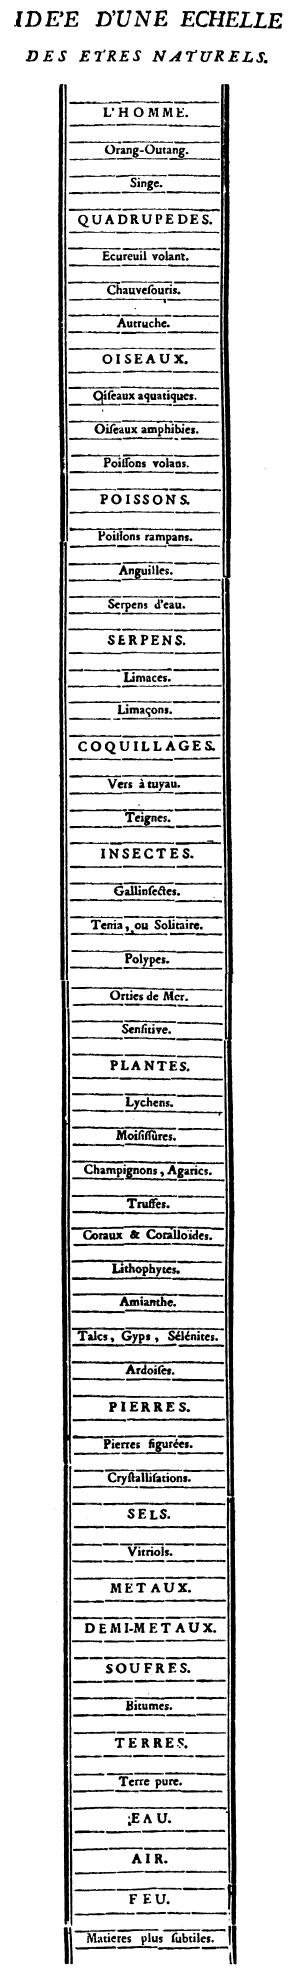 IDE'E D'UNE ECHELLE
DES ETRES NATURELS.
L'HOMME.
Orang-Outang.
Singe.
QUADRUPEDES.
Ecureuil volant.
Chauveſouris.
Autruche.
OISEAUX.
Oiſeaux aquatiques.
Oiſeaux amphibies.
Poiſſons volans.
POISSONS.
Poiſſons rampans.
Anguilles.
Serpens d'eau.
SERPENS.
Limaces.
Limaçons.
COQUILLAGES.
Vers à tuyau.
Teignes.
INSECTES.
Gallinſectes.
Tenia, ou Solitaire.
Polypes.
Orties de Mer.
Senſitive.
PLANTES.
Lychens.
Moiſiſſures.
Champignons, Agarics.
Truffes.
Coraux & Coralloïdes.
Lithophytes.
Amianthe.
Talcs, Gyps, Sélénites.
Ardoiſes.
PIERRES.
Pierres figurées.
Cryſtalliſations.
SELS.
Vitriols.
METAUX.
DEMI-METAUX.
SOUFRES.
Bitumes.
TERRES.
Terre pure.
EAU.
AIR.
FEU.
Matieres plus ſubtiles.